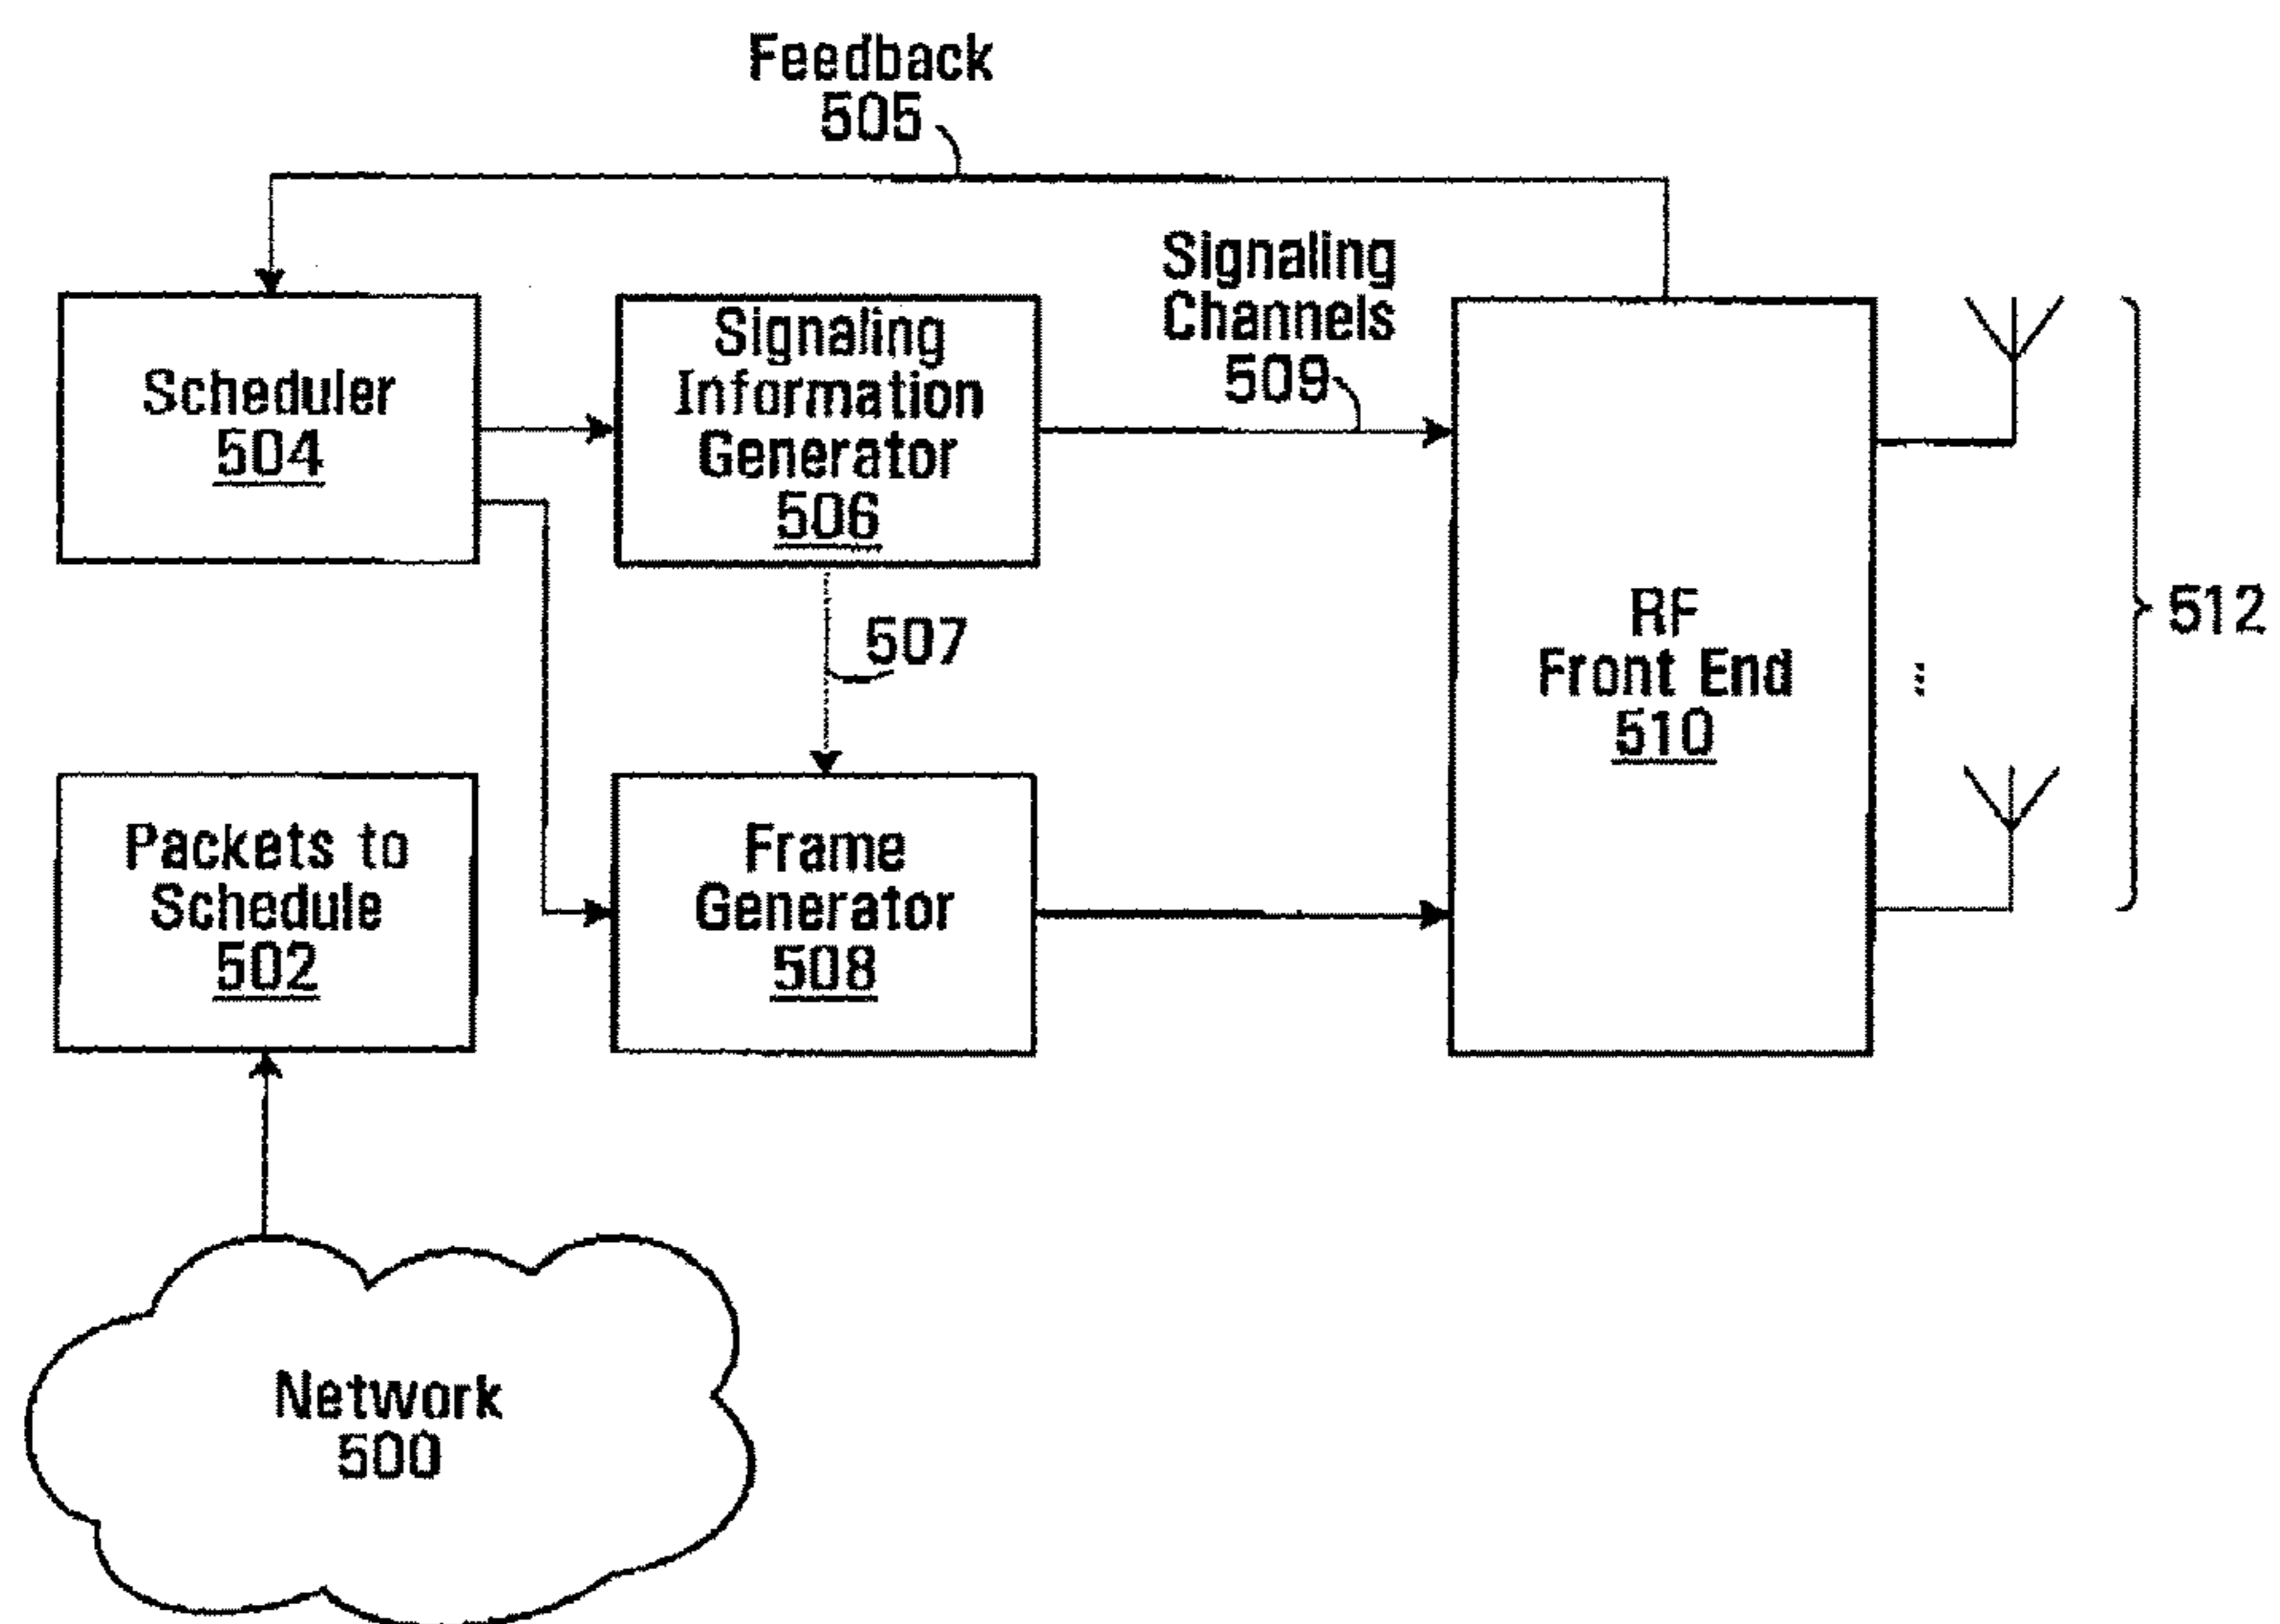 Feedback
505
Signaling
Channels
509
Scheduler
504
Signaling
Information
Generator
506
507
RF
Front End
510
512
Packets to
Schedule
502
Frame
Generator
508
Network
500